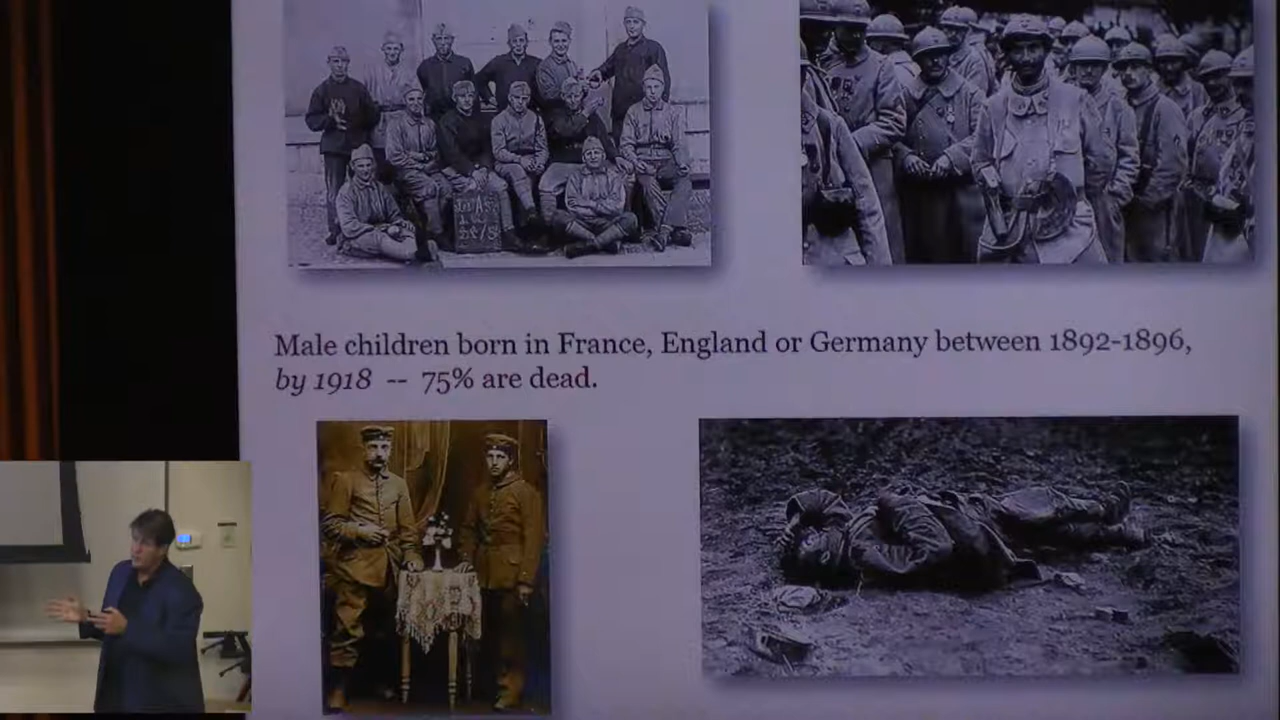 Male children born in France, England or Germany between 1892-1896,
by 1918 -- 75% are dead.